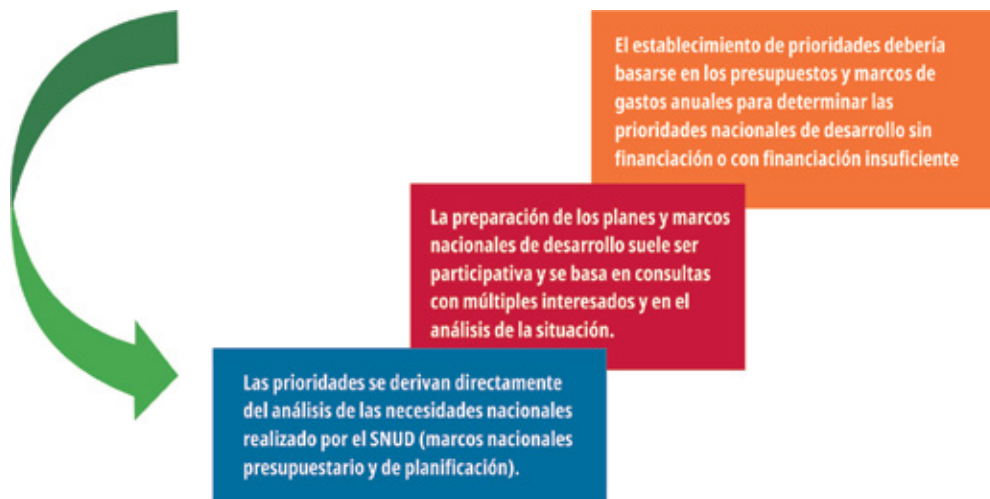 El establecimiento de prioridades debería
basarse en los presupuestos y marcos de
gastos anuales para determinar las
prioridades nacionales de desarrollo sin
financiación o con financiación insuficiente
La preparación de los planes y marcos
nacionales de desarrollo suele ser
participativa y se basa en consultas
con múltiples interesados y en el
análisis de la situación.
Las prioridades se derivan directamente
del análisis de las necesidades nacionales
realizado por el SNUD (marcos nacionales
presupuestario y de planificación).